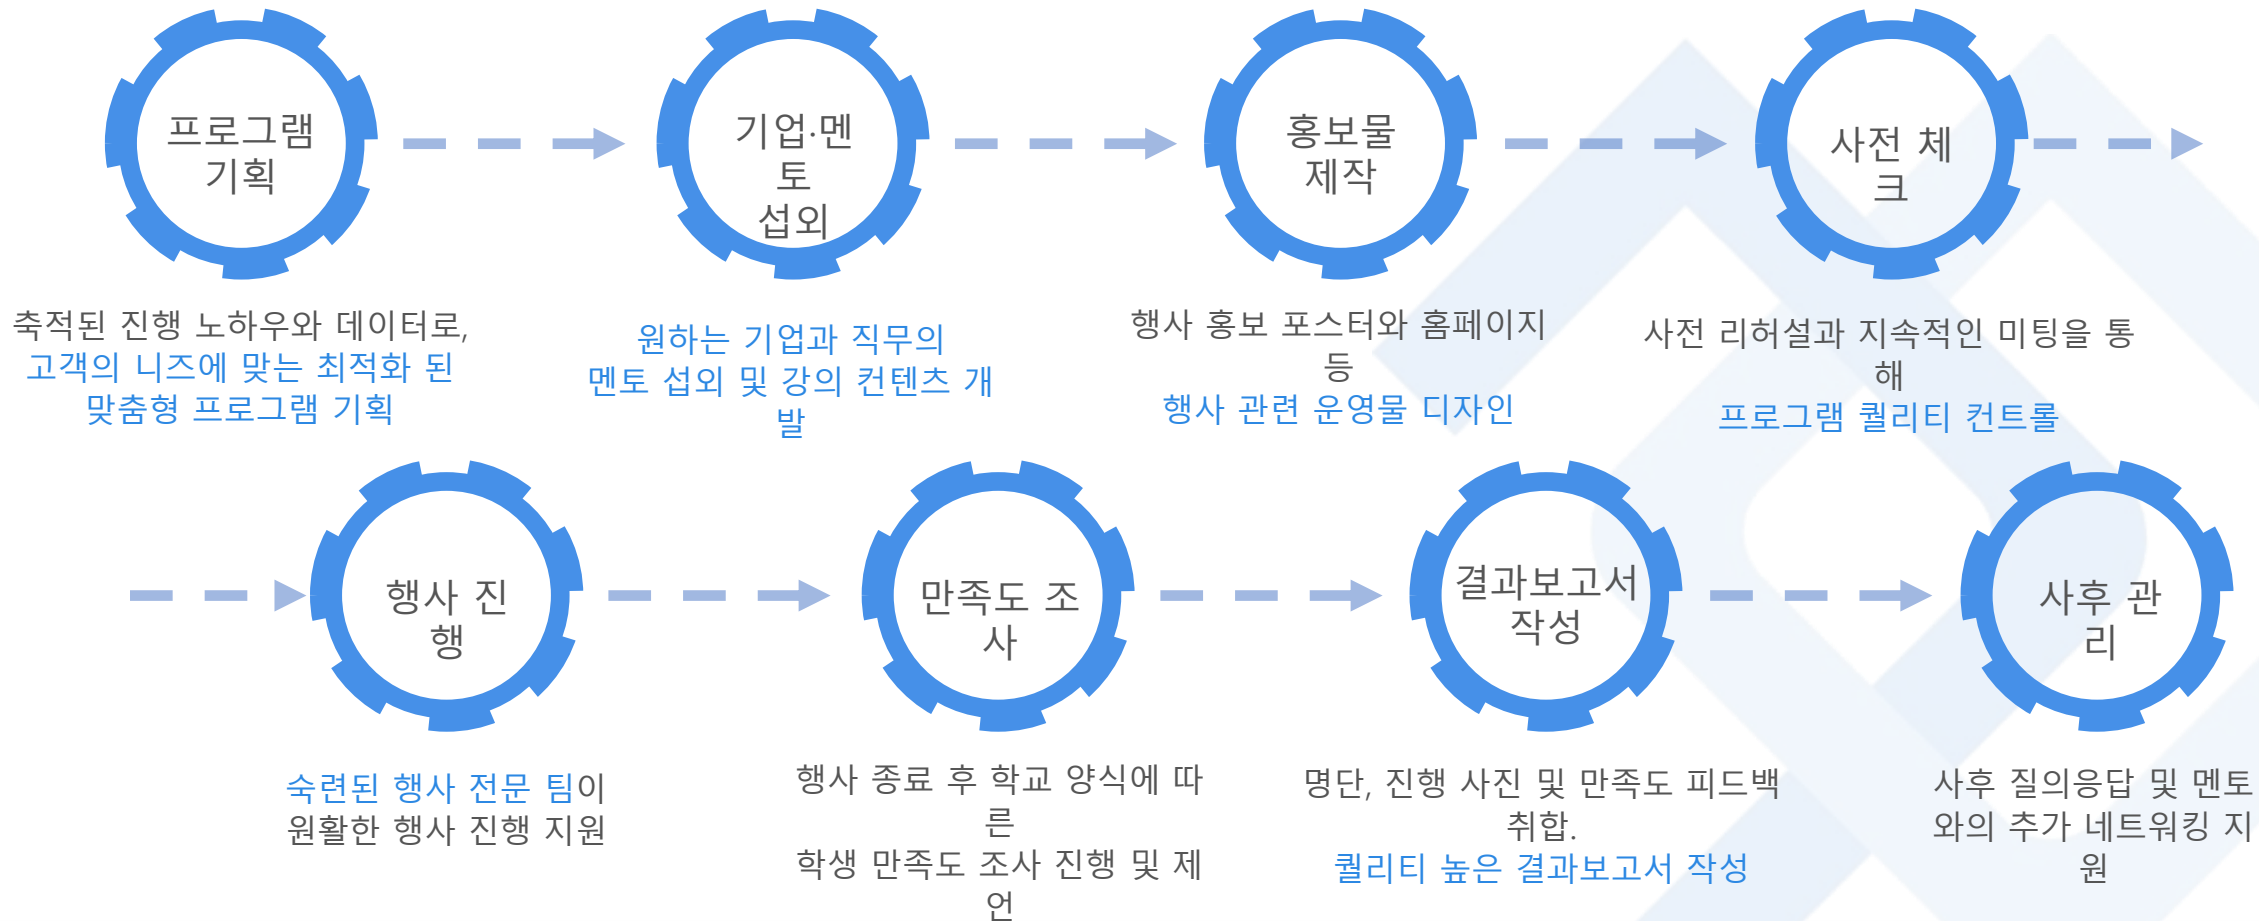 프로그램
기획
기업·멘
토
섭외
홍보물
제작
사전 체
크
축적된 진행 노하우와 데이터로,
고객의 니즈에 맞는 최적화 된
맞춤형 프로그램 기획
원하는 기업과 직무의
멘토 섭외 및 강의 컨텐츠 개
발
행사 홍보 포스터와 홈페이지
등
행사 관련 운영물 디자인
사전 리허설과 지속적인 미팅을 통
해
프로그램 퀄리티 컨트롤
행사 진
행
만족도 조
사
결과보고서
작성
사후 관
리
숙련된 행사 전문 팀이
원활한 행사 진행 지원
행사 종료 후 학교 양식에 따
른
학생 만족도 조사 진행 및 제
언
명단, 진행 사진 및 만족도 피드백
취합.
퀄리티 높은 결과보고서 작성
사후 질의응답 및 멘토
와의 추가 네트워킹 지
원